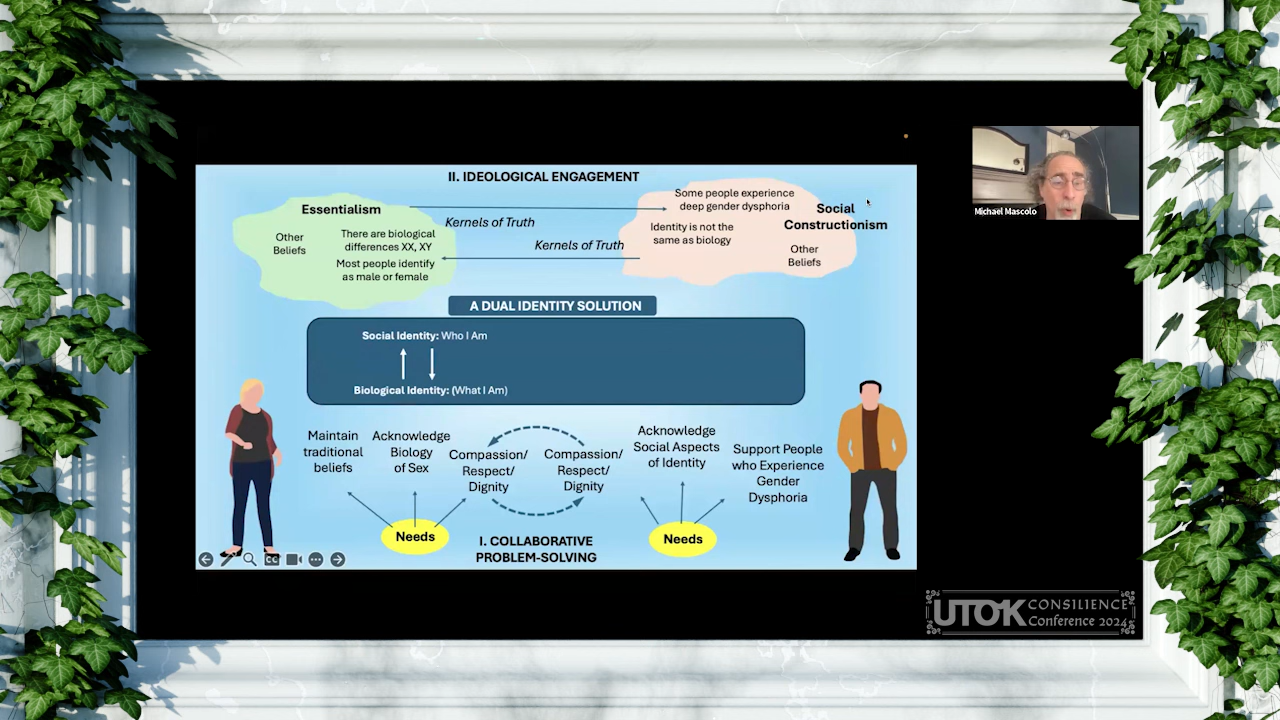 II. IDEOLOGICAL ENGAGEMENT
Essentialism
Other
Beliefs
There are biological
differences XX, XY
Most people identify
as male or female
Kernels of Truth
Kernels of Truth
Some people experience
deep gender dysphoria
Identity is not the
same as biology
Social
Constructionism
Other
Beliefs
Michael Mascolo
A DUAL IDENTITY SOLUTION
Social Identity: Who I Am
Biological Identity: (What I Am)
Maintain
traditional
beliefs
Acknowledge
Biology
of Sex
Compassion/
Respect/
Dignity
Compassion/
Respect/
Dignity
Acknowledge
Social Aspects
of Identity
Support People
who Experience
Gender
Dysphoria
Needs
I. COLLABORATIVE
PROBLEM-SOLVING
Needs
CC
UTOK CONSILIENCE
Conference 2024